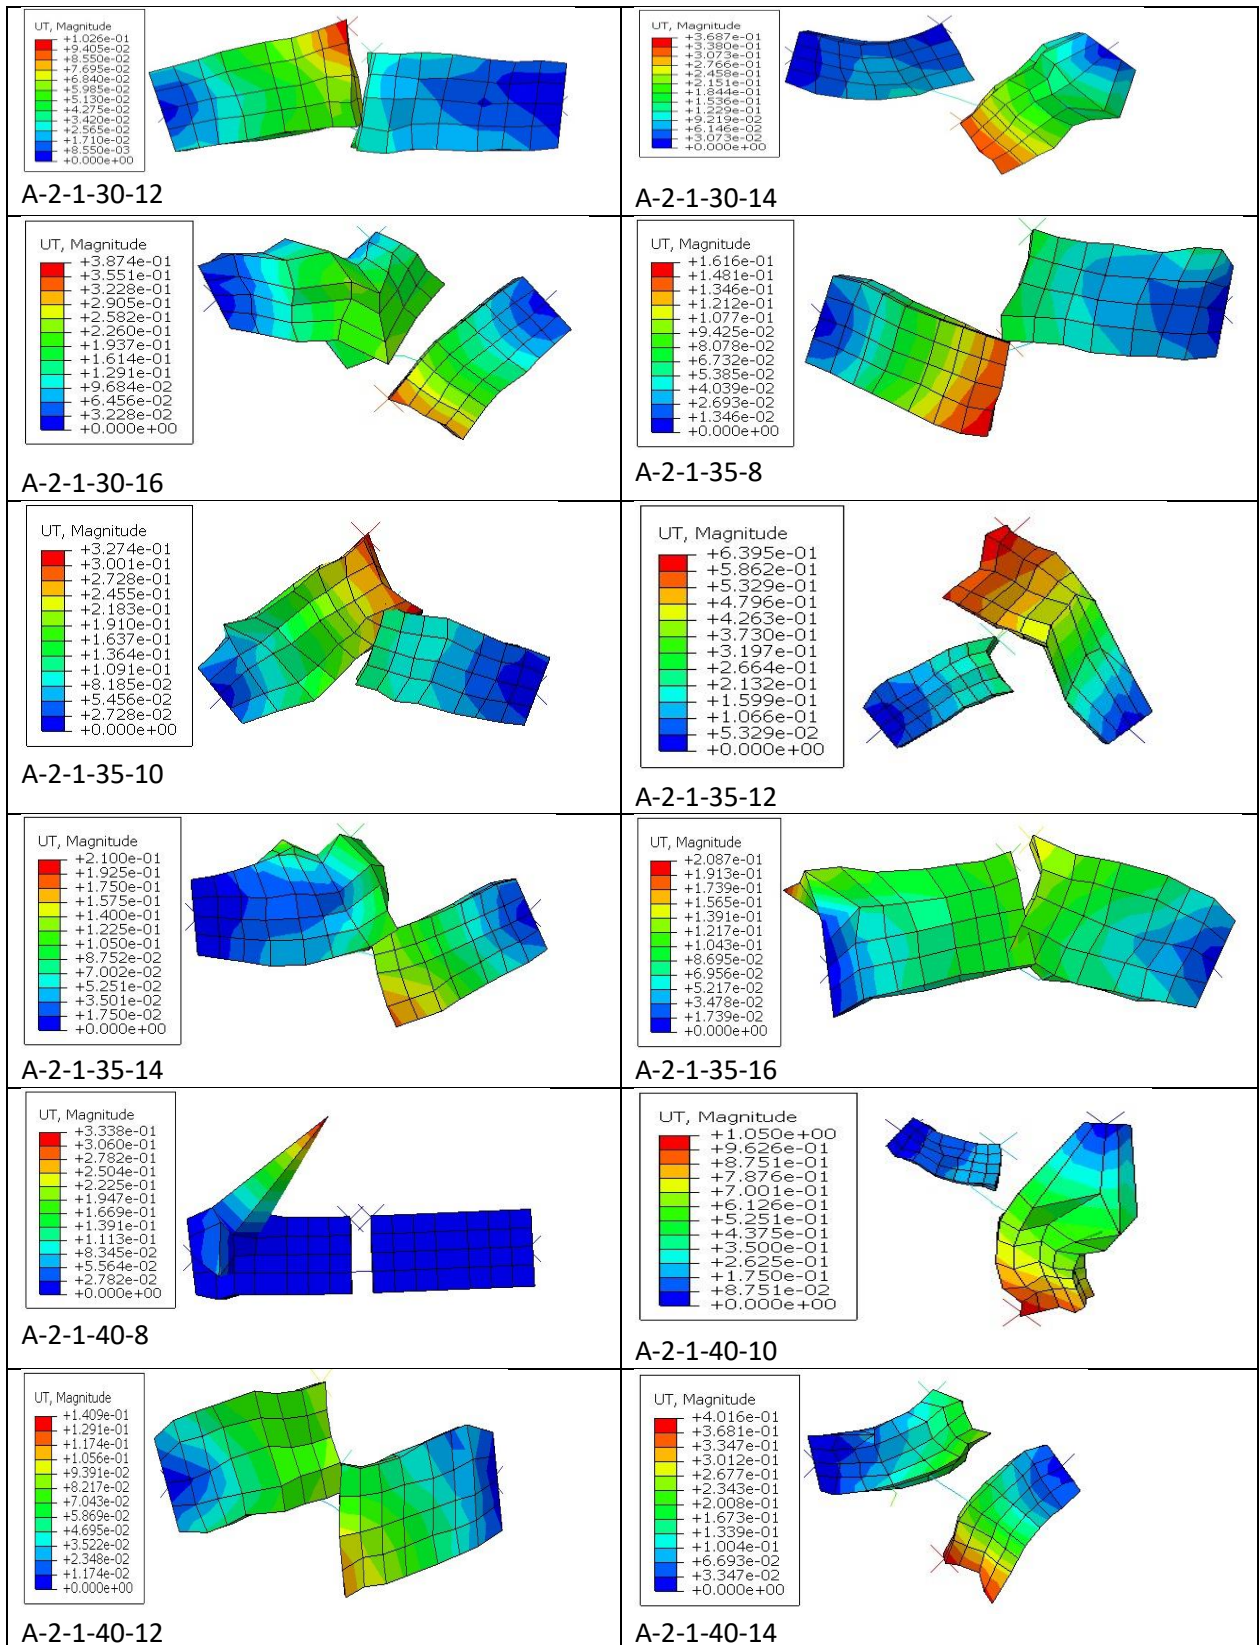 UT, Magnitude
+1.026e-01
+9.405e-02
+8.550e-02
+7.695e-02
+6.840e-02
+5.985e-02
+5.130e-02
+4.275e-02
+3.420e-02
+2.565e-02
+1.710e-02
+8.550e-03
+0.000e+00
A-2-1-30-12
UT, Magnitude
+3.687e-01
+3.380e-01
+3.073e-01
+2.766e-01
+2.458e-01
+2.151e-01
+1.844e-01
+1.536e-01
+1.229e-01
+9.219e-02
+6.146e-02
+3.073e-02
+0.000e+00
A-2-1-30-14
UT, Magnitude
+3.874e-01
+3.551e-01
+3.228e-01
+2.905e-01
+2.582e-01
+2.260e-01
+1.937e-01
+1.614e-01
+1.291e-01
+9.684e-02
+6.456e-02
+3.228e-02
+0.000e+00
A-2-1-30-16
UT, Magnitude
+1.616e-01
+1.481e-01
+1.346e-01
+1.212e-01
+1.077e-01
+9.425e-02
+8.078e-02
+6.732e-02
+5.385e-02
+4.039e-02
+2.693e-02
+1.346e-02
+0.000e+00
A-2-1-35-8
UT, Magnitude
+3.274e-01
+3.001e-01
+2.728e-01
+2.455e-01
+2.183e-01
+1.910e-01
+1.637e-01
+1.364e-01
+1.091e-01
+8.185e-02
+5.456e-02
+2.728e-02
+0.000e+00
A-2-1-35-10
UT, Magnitude
+6.395e-01
+5.862e-01
+5.329e-01
+4.796e-01
+4.263e-01
+3.730e-01
+3.197e-01
+2.664e-01
+2.132e-01
+1.599e-01
+1.066e-01
+5.329e-02
+0.000e+00
A-2-1-35-12
UT, Magnitude
+2.100e-01
+1.925e-01
+1.750e-01
+1.575e-01
+1.400e-01
+1.225e-01
+1.050e-01
+8.752e-02
+7.002e-02
+5.251e-02
+3.501e-02
+1.750e-02
+0.000e+00
A-2-1-35-14
UT, Magnitude
+2.087e-01
+1.913e-01
+1.739e-01
+1.565e-01
+1.391e-01
+1.217e-01
+1.043e-01
+8.695e-02
+6.956e-02
+5.217e-02
+3.478e-02
+1.739e-02
+0.000e+00
A-2-1-35-16
UT, Magnitude
+3.338e-01
+3.060e-01
+2.782e-01
+2.504e-01
+2.225e-01
+1.947e-01
+1.669e-01
+1.391e-01
+1.113e-01
+8.345e-02
+5.564e-02
+2.782e-02
+0.000e+00
A-2-1-40-8
UT, Magnitude
+1.050e+00
+9.626e-01
+8.751e-01
+7.876e-01
+7.001e-01
+6.126e-01
+5.251e-01
+4.375e-01
+3.500e-01
+2.625e-01
+1.750e-01
+8.751e-02
+0.000e+00
A-2-1-40-10
UT, Magnitude
+1.409e-01
+1.291e-01
+1.174e-01
+1.056e-01
+9.391e-02
+8.217e-02
+7.043e-02
+5.869e-02
+4.695e-02
+3.522e-02
+2.348e-02
+1.174e-02
+0.000e+00
A-2-1-40-12
UT, Magnitude
+4.016e-01
+3.681e-01
+3.347e-01
+3.012e-01
+2.677e-01
+2.343e-01
+2.008e-01
+1.673e-01
+1.339e-01
+1.004e-01
+6.693e-02
+3.347e-02
+0.000e+00
A-2-1-40-14